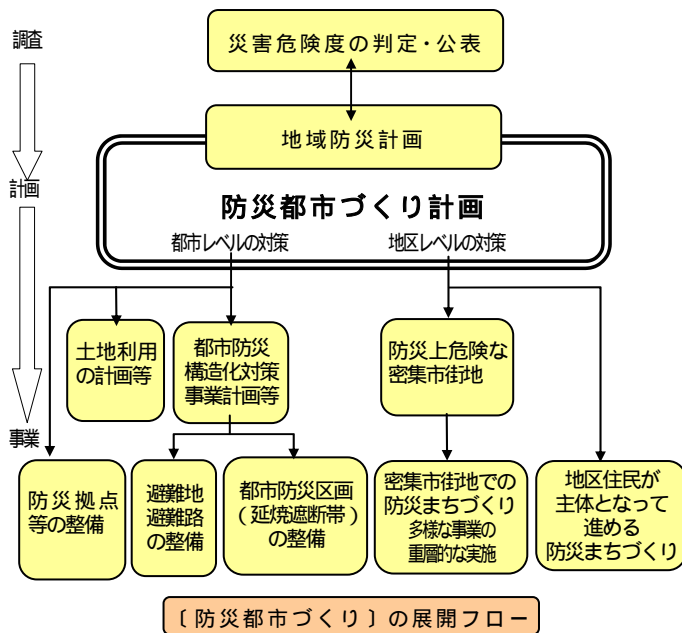 調査
災害危険度の判定・公表
地域防災計画
計画
防災都市づくり計画
都市レベルの対策
地区レベルの対策
土地利用
の計画等
都市防災
構造化対策
事業計画等
防災上危険な
密集市街地
事業
防災拠点
等の整備
避難地
避難路
の整備
都市防災区画
(延焼遮断帯)
の整備
密集市街地での
防災まちづくり
多様な事業の
重層的な実施
地区住民が
主体となって
進める
防災まちづくり
〔防災都市づくり〕の展開フロー